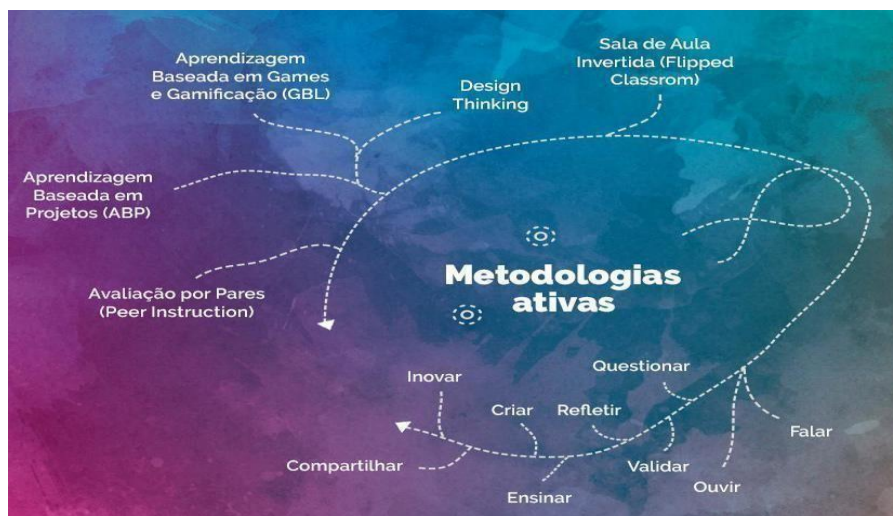 Aprendizagem
Baseada em Games
e Gamificação (GBL)
Design
Thinking
Sala de Aula
Invertida (Flipped
Classrom)
Aprendizagem
Baseada em
Projetos (ABP)
Avaliação por Pares
(Peer Instruction)
Metodologias
ativas
Inovar
Questionar
Criar
Refletir
Falar
Compartilhar
Validar
Ensinar
Ouvir